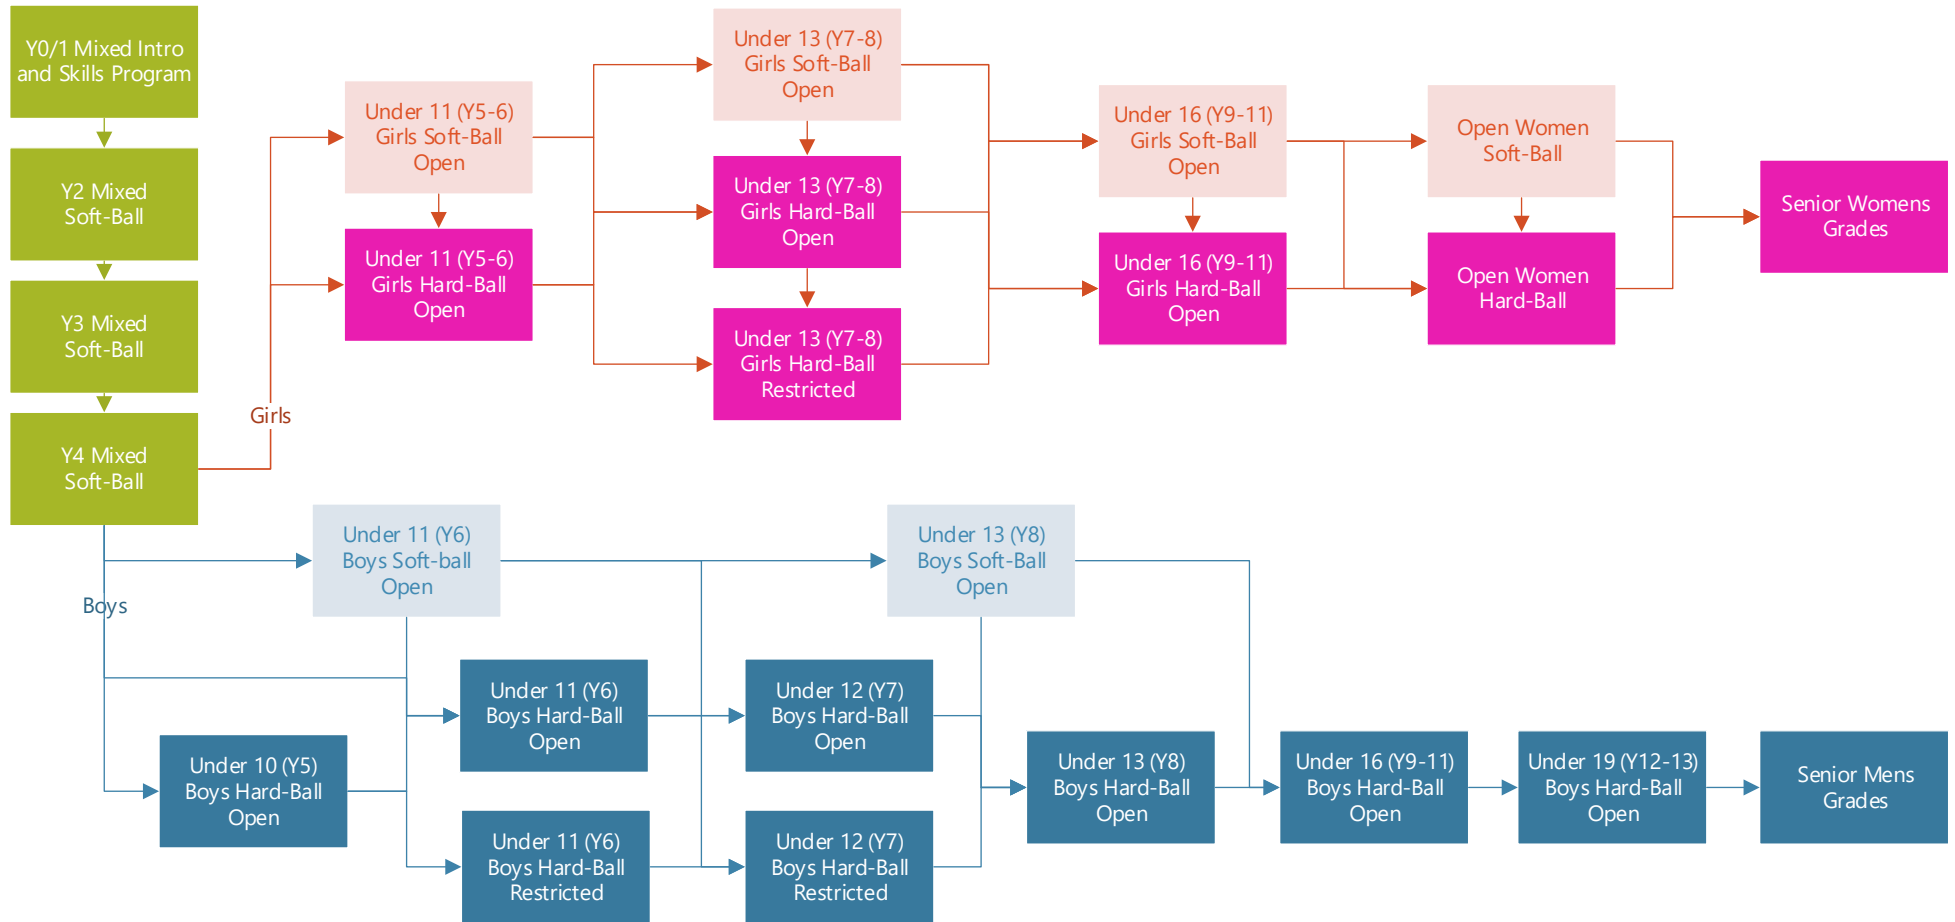 Y0/1 Mixed Intro
and Skills Program
Y2 Mixed
Soft-Ball
Y3 Mixed
Soft-Ball
Y4 Mixed
Soft-Ball
Girls
Under 11 (Y5-6)
Girls Soft-Ball
Open
Under 11 (Y5-6)
Girls Hard-Ball
Open
Under 13 (Y7-8)
Girls Soft-Ball
Open
Under 13 (Y7-8)
Girls Hard-Ball
Open
Under 13 (Y7-8)
Girls Hard-Ball
Restricted
Under 16 (Y9-11)
Girls Soft-Ball
Open
Under 16 (Y9-11)
Girls Hard-Ball
Open
Open Women
Soft-Ball
Open Women
Hard-Ball
Senior Womens
Grades
Boys
Under 11 (Y6)
Boys Soft-ball
Open
Under 13 (Y8)
Boys Soft-Ball
Open
Under 10 (Y5)
Boys Hard-Ball
Open
Under 11 (Y6)
Boys Hard-Ball
Open
Under 11 (Y6)
Boys Hard-Ball
Restricted
Under 12 (Y7)
Boys Hard-Ball
Open
Under 12 (Y7)
Boys Hard-Ball
Restricted
Under 13 (Y8)
Boys Hard-Ball
Open
Under 16 (Y9-11)
Boys Hard-Ball
Open
Under 19 (Y12-13)
Boys Hard-Ball
Open
Senior Mens
Grades